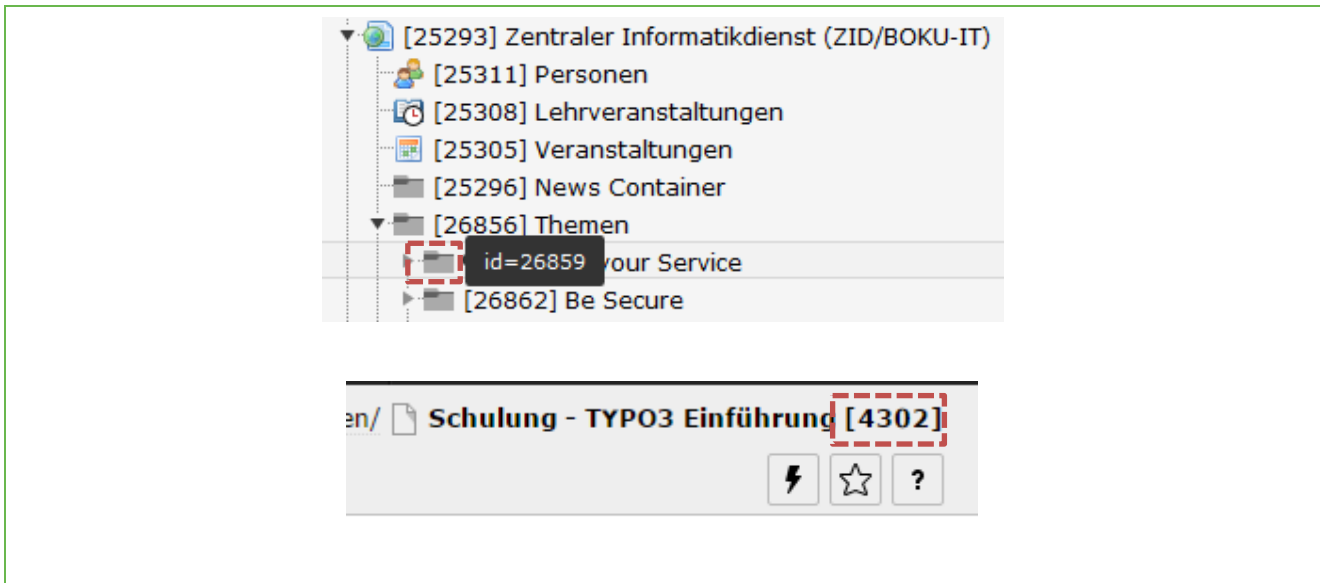 [25293] Zentraler Informatikdienst (ZID/BOKU-IT)
[25311] Personen
[25308] Lehrveranstaltungen
[25305] Veranstaltungen
[25296] News Container
[26856] Themen
id=26859 your Service
[26862] Be Secure
en/ Schulung - TYPO3 Einführung [4302]
?